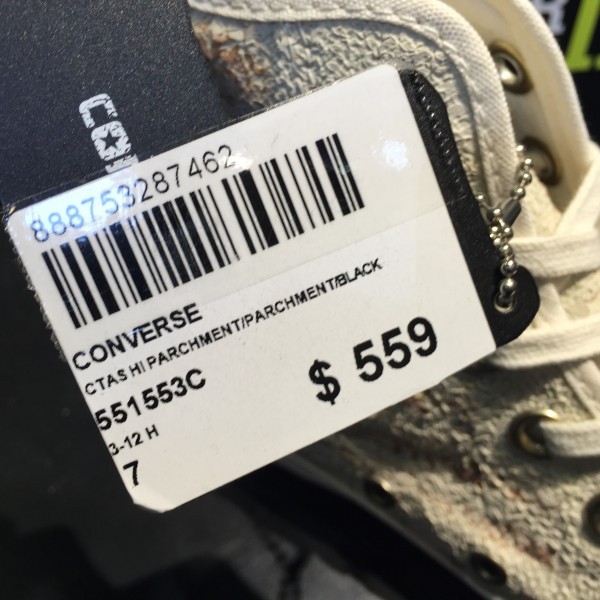 888753287462
CONVERSE
CTAS HI PARCHMENT/PARCHMENT/BLACK
551553C
$ 559
3-12 H
7